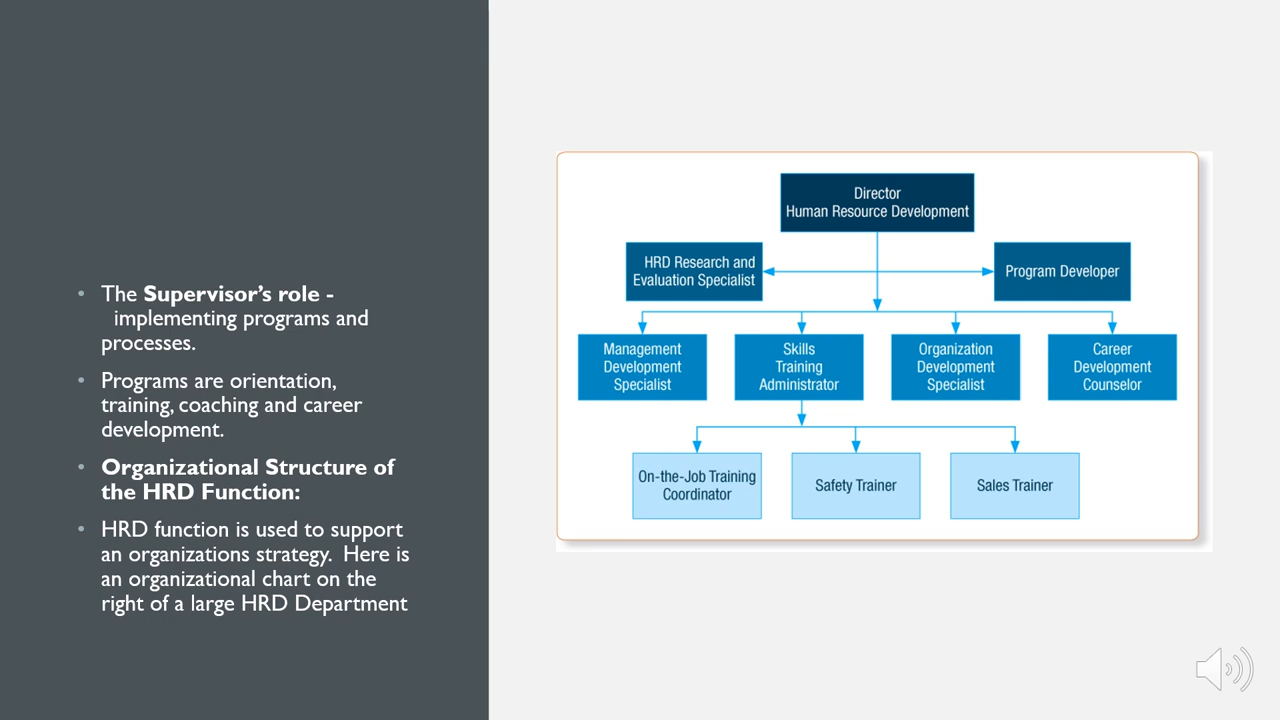 The Supervisor's role -
implementing programs and
processes.
Programs are orientation,
training, coaching and career
development.
Organizational Structure of
the HRD Function:
HRD function is used to support
an organizations strategy.  Here is
an organizational chart on the
right of a large HRD Department
Director
Human Resource Development
HRD Research and
Evaluation Specialist
Program Developer
Management
Development
Specialist
Skills
Training
Administrator
Organization
Development
Specialist
Career
Development
Counselor
On-the-Job Training
Coordinator
Safety Trainer
Sales Trainer